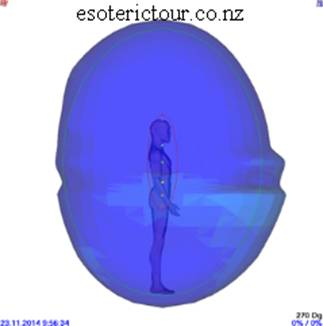 esoterictour.co.nz
270 Dg
23.11.2014 9:56:34
0% / 0%